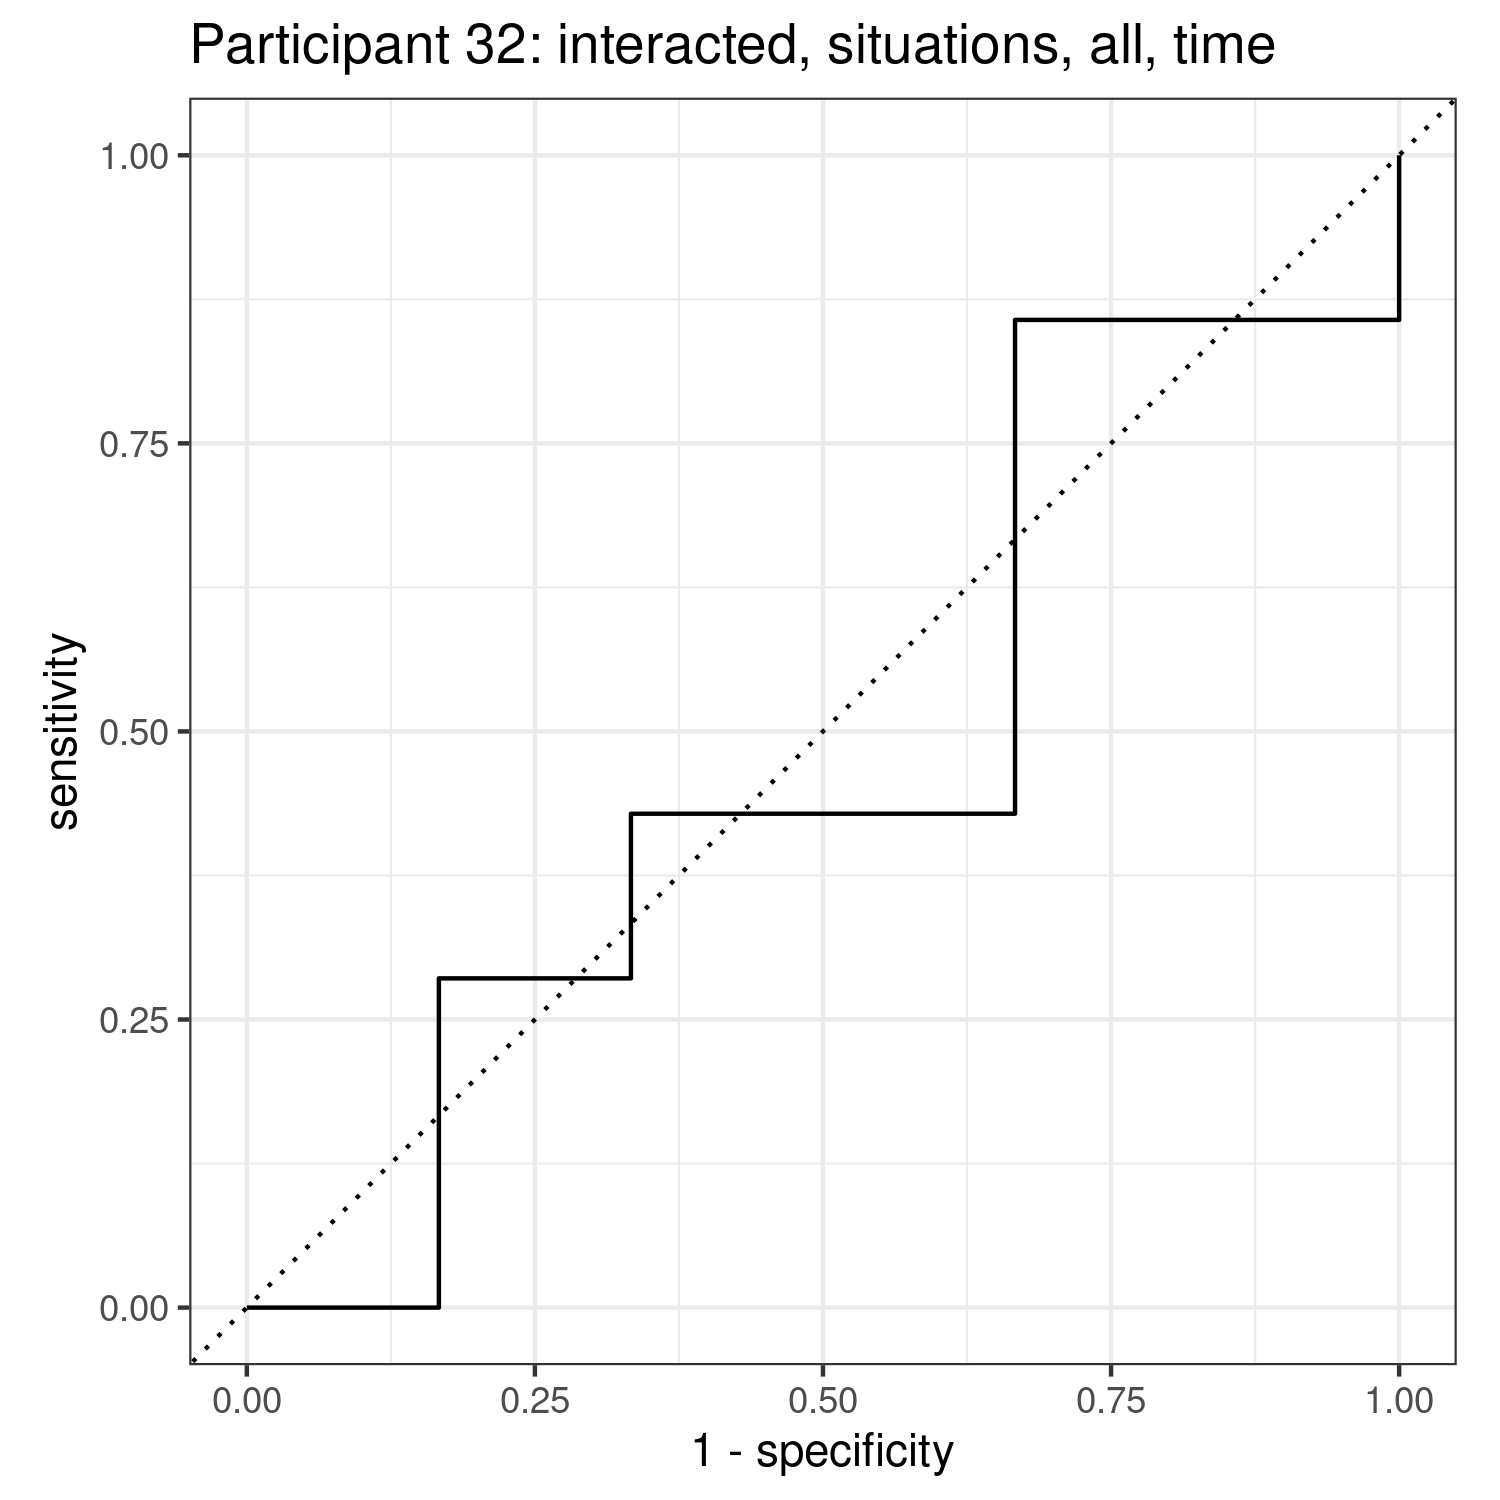 Participant 32: interacted, situations, all, time
1.00
0.75
0.50
0.25
0.00
sensitivity
0.00 0.25 0.50 0.75 1.00
1 - specificity